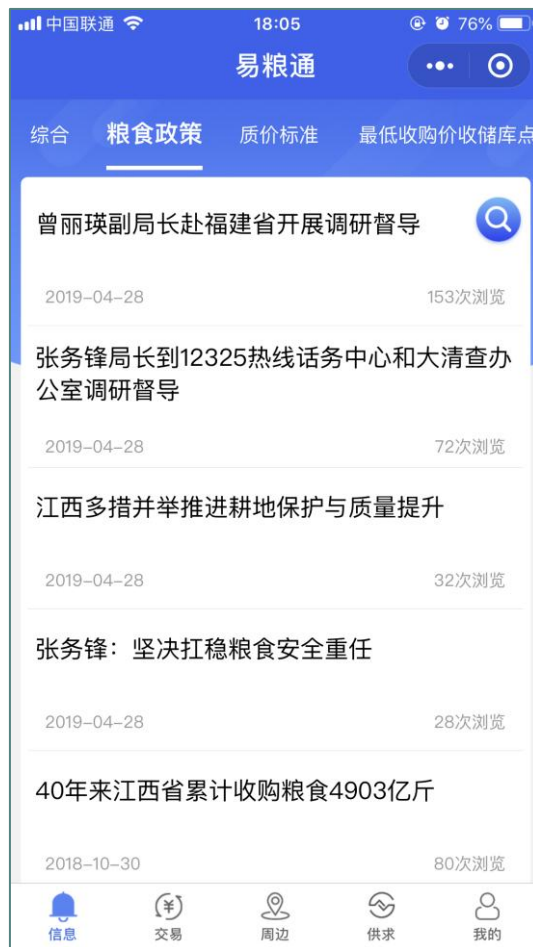 中国联通 18:05 76%
易粮通
综合 粮食政策 质价标准 最低收购价收储库点
曾丽瑛副局长赴福建省开展调研督导
2019-04-28 153次浏览
张务锋局长到12325热线话务中心和大清查办
公室调研督导
2019-04-28 72次浏览
江西多措并举推进耕地保护与质量提升
2019-04-28 32次浏览
张务锋：坚决扛稳粮食安全重任
2019-04-28 28次浏览
40年来江西省累计收购粮食4903亿斤
2018-10-30 80次浏览
信息 交易 周边 供求 我的